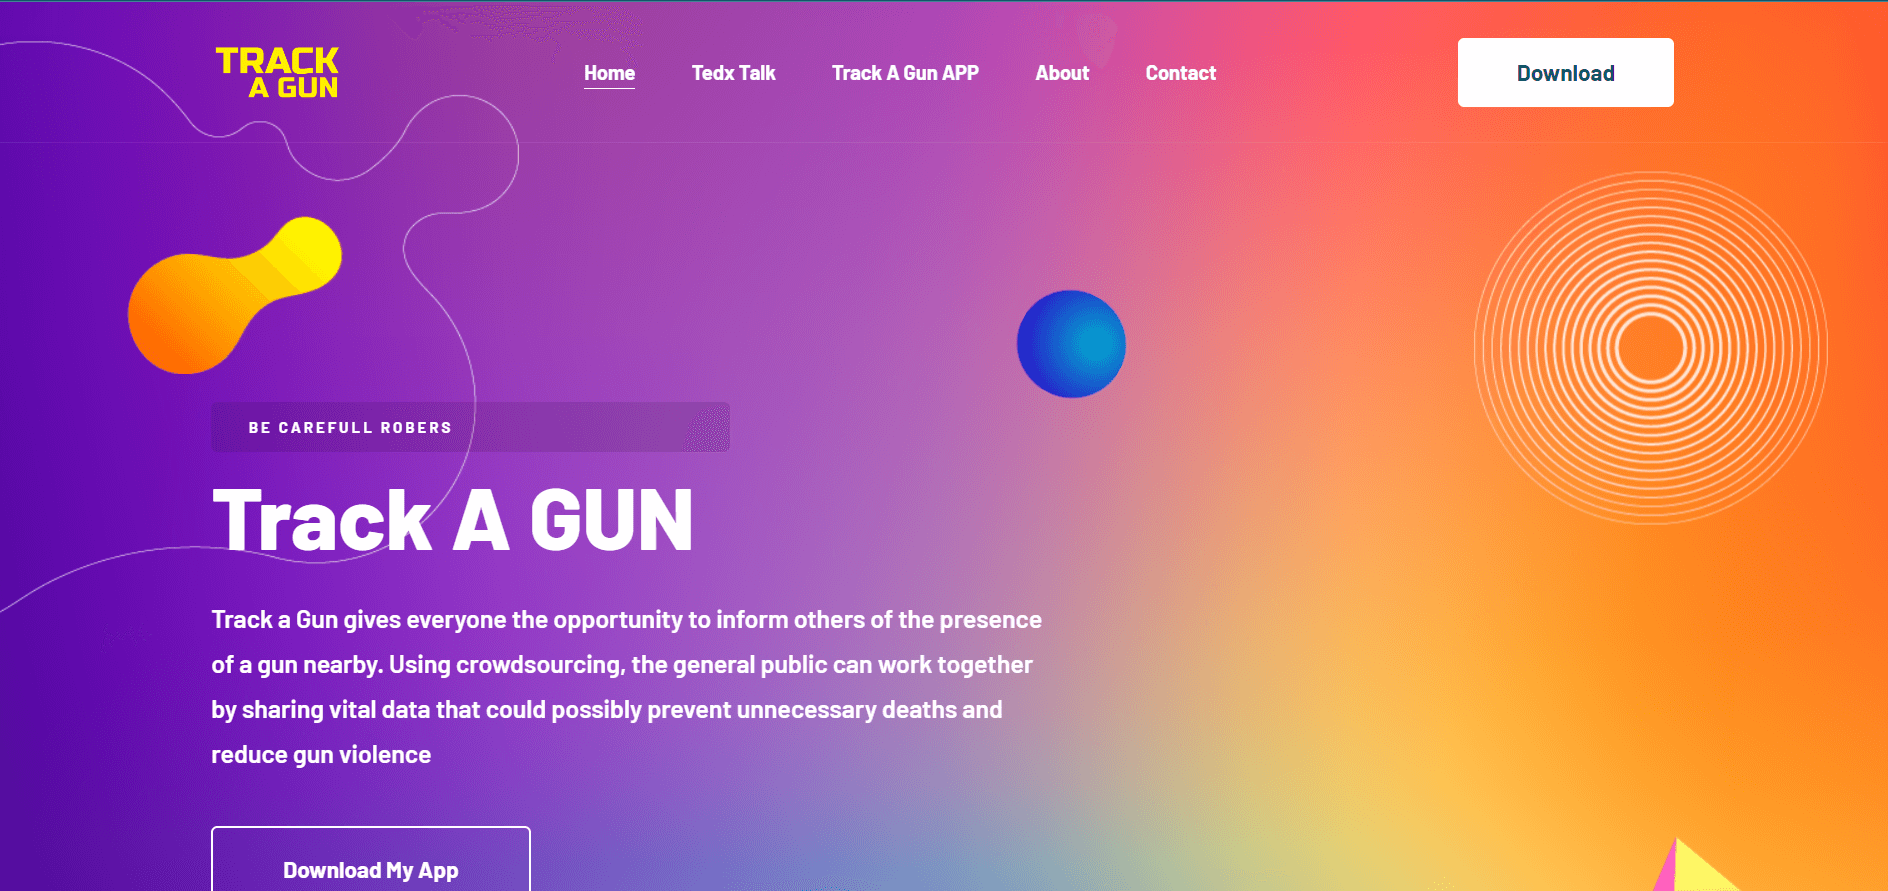 TRACK
A GUN
Home Tedx Talk Track A Gun APP About Contact
Download
BE CAREFULL ROBERS
Track A GUN
Track a Gun gives everyone the opportunity to inform others of the presence
of a gun nearby. Using crowdsourcing, the general public can work together
by sharing vital data that could possibly prevent unnecessary deaths and
reduce gun violence
Download My App